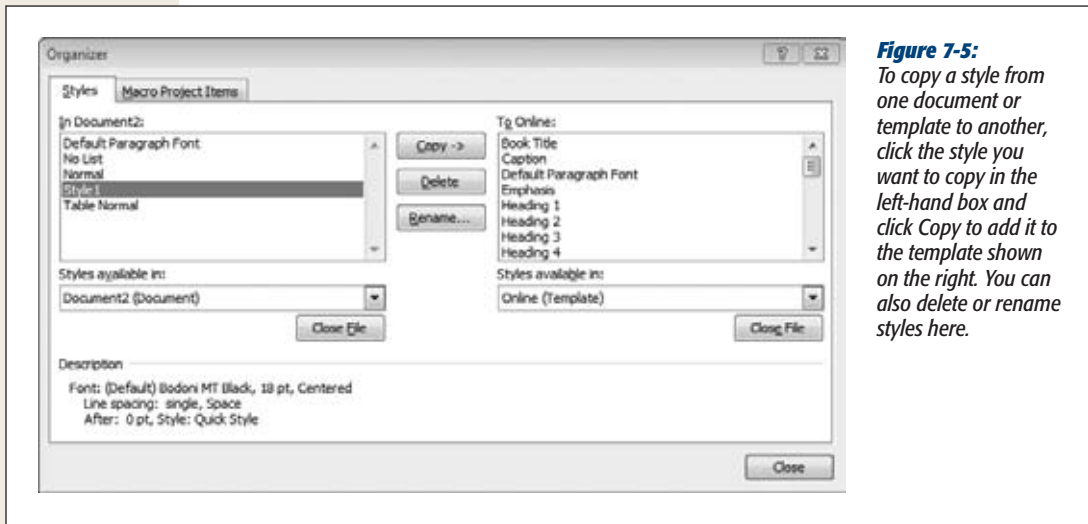 Organizer
Styles
Macro Project Items
In Document2:
Default Paragraph Font
No List
Normal
Style1
Table Normal
Copy ->
Delete
Rename...
To Online:
Book Title
Caption
Default Paragraph Font
Emphasis
Heading 1
Heading 2
Heading 3
Heading 4
Styles available in:
Document2 (Document)
Close File
Styles available in:
Online (Template)
Close File
Description
Font: (Default) Bodoni MT Black, 18 pt, Centered
Line spacing: single, Space
After: 0 pt, Style: Quick Style
Close
Figure 7-5:
To copy a style from
one document or
template to another,
click the style you
want to copy in the
left-hand box and
click Copy to add it to
the template shown
on the right. You can
also delete or rename
styles here.